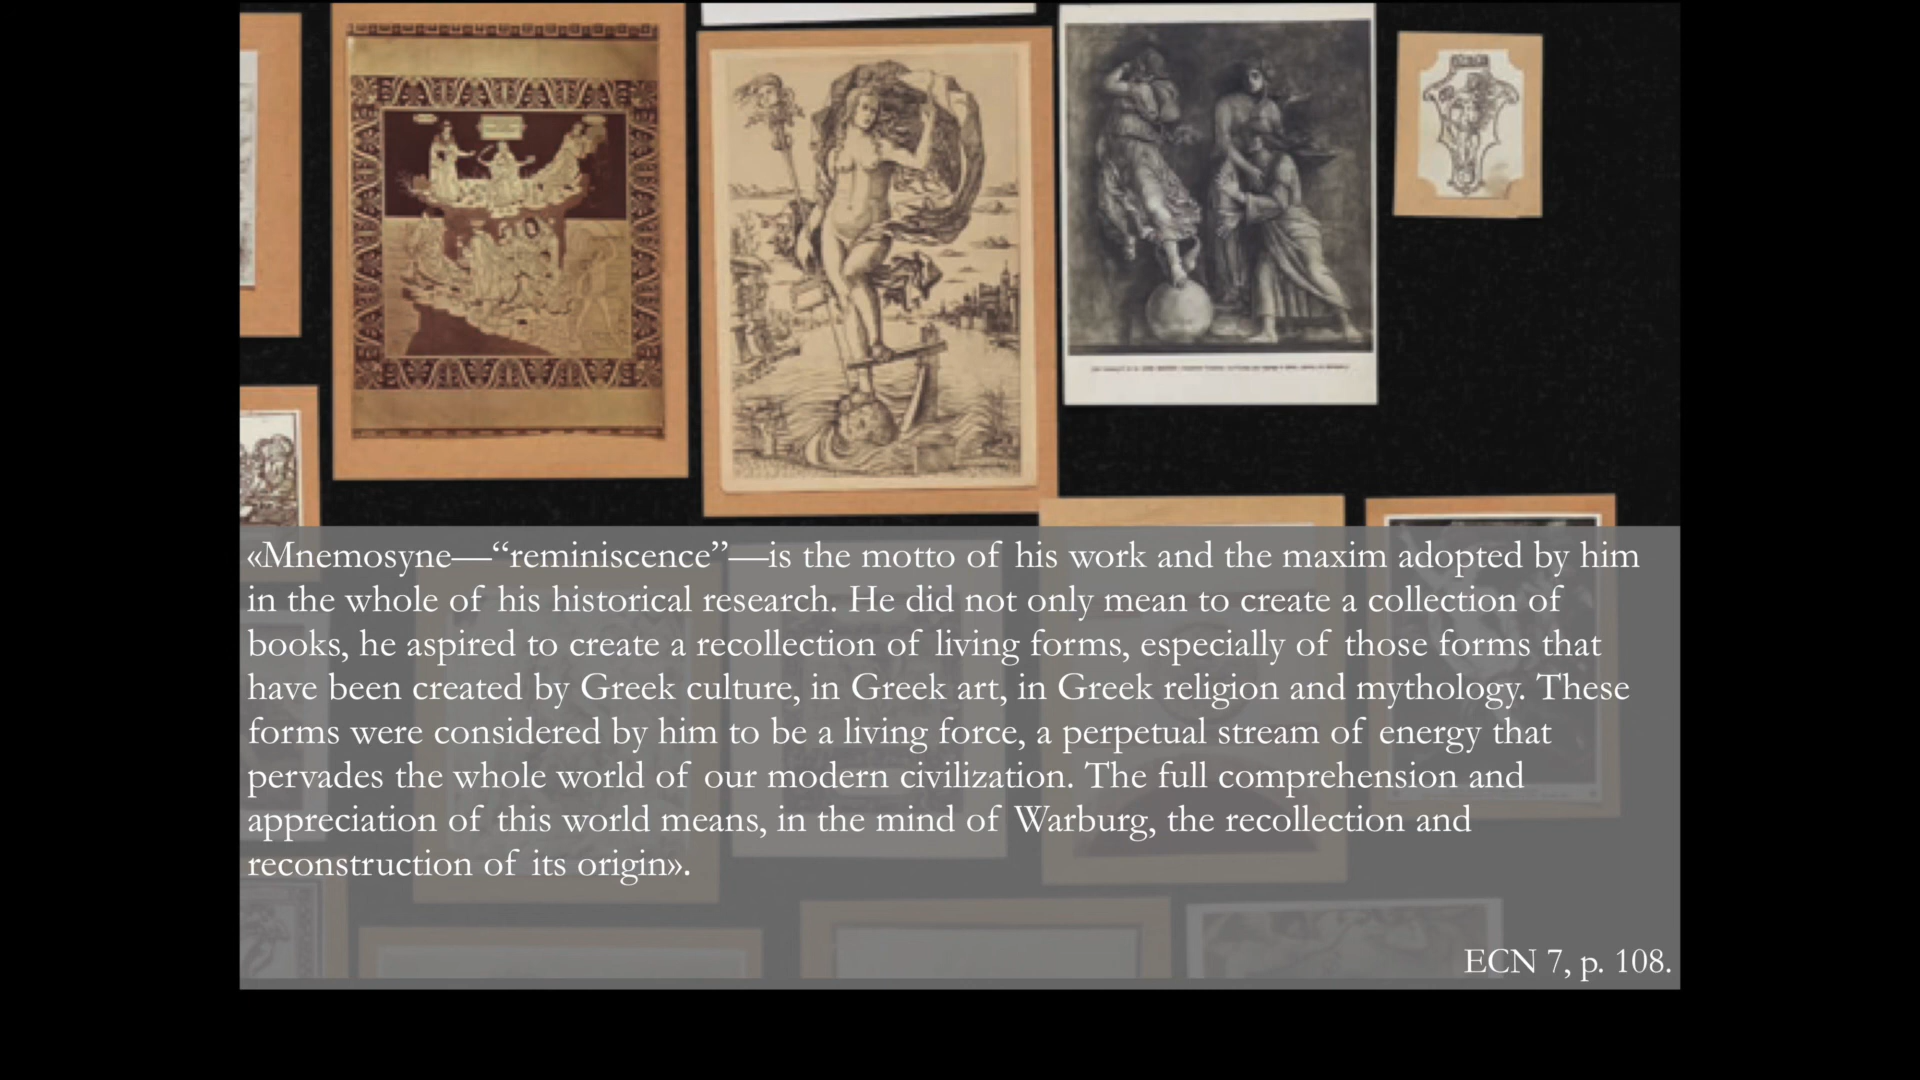 «Mnemosyne—“reminiscence”—is the motto of his work and the maxim adopted by him
in the whole of his historical research. He did not only mean to create a collection of
books, he aspired to create a recollection of living forms, especially of those forms that
have been created by Greek culture, in Greek art, in Greek religion and mythology. These
forms were considered by him to be a living force, a perpetual stream of energy that
pervades the whole world of our modern civilization. The full comprehension and
appreciation of this world means, in the mind of Warburg, the recollection and
reconstruction of its origin».
ECN 7, p. 108.